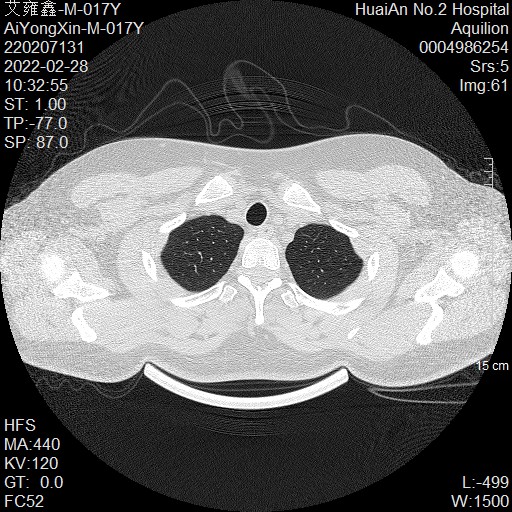 艾雍鑫-M-017Y
AiYongXin-M-017Y
220207131
2022-02-28
10:32:55
ST: 1.00
TP:-77.0
SP: 87.0
HuaiAn No.2 Hospital
Aquilion
0004986254
Srs:5
Img:61
15 cm
HFS
MA:440
KV:120
GT: 0.0
FC52
L:-499
W:1500